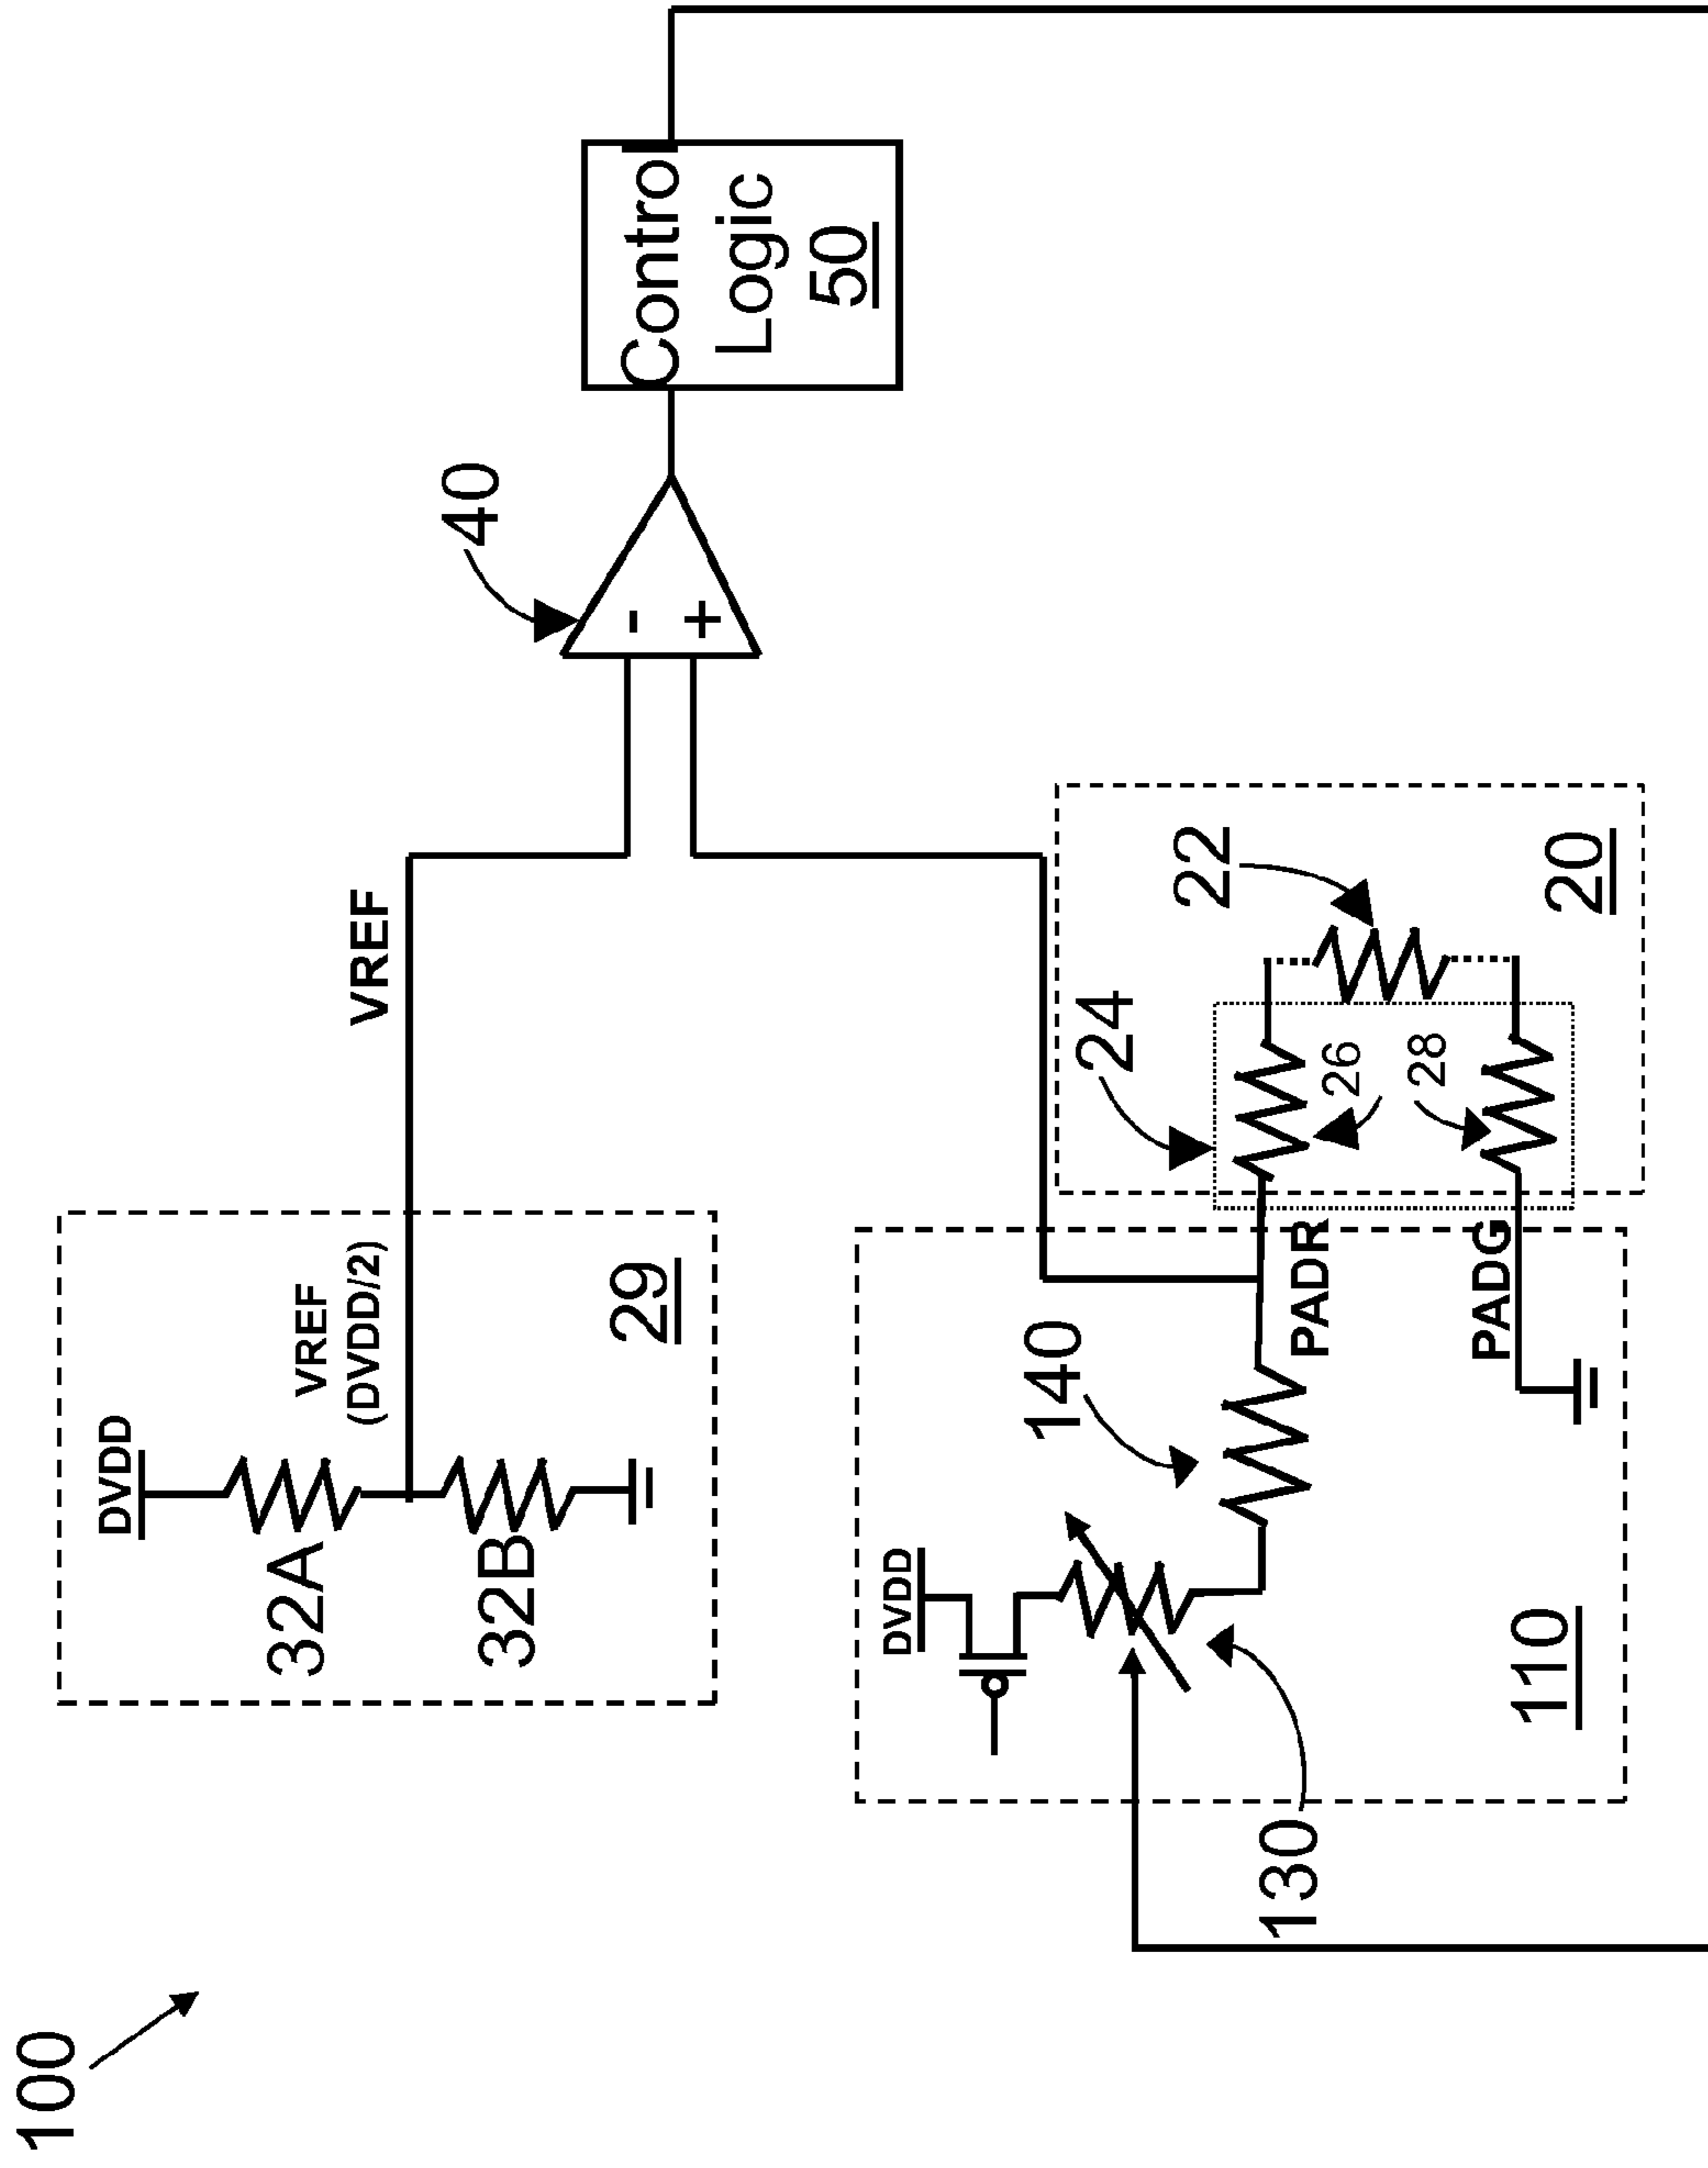 100
DVDD
32A
32B
VREF
(DVDD/2)
29
VREF
40
-
+
Control
Logic
50
DVDD
130
140
110
PADR
PADG
24
26
28
22
20